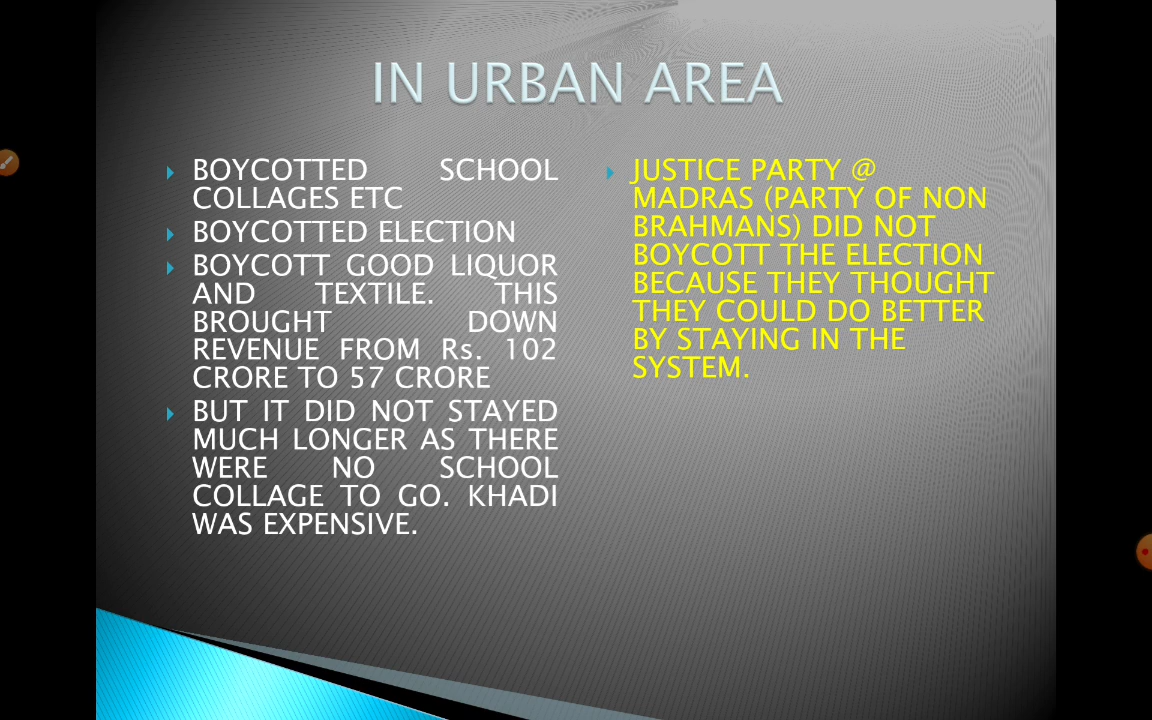 IN URBAN AREA
BOYCOTTED SCHOOL
COLLAGES ETC
BOYCOTTED ELECTION
BOYCOTT GOOD LIQUOR
AND TEXTILE. THIS
BROUGHT DOWN
REVENUE FROM Rs. 102
CRORE TO 57 CRORE
BUT IT DID NOT STAYED
MUCH LONGER AS THERE
WERE NO SCHOOL
COLLAGE TO GO. KHADI
WAS EXPENSIVE.
JUSTICE PARTY @
MADRAS (PARTY OF NON
BRAHMANS) DID NOT
BOYCOTT THE ELECTION
BECAUSE THEY THOUGHT
THEY COULD DO BETTER
BY STAYING IN THE
SYSTEM.